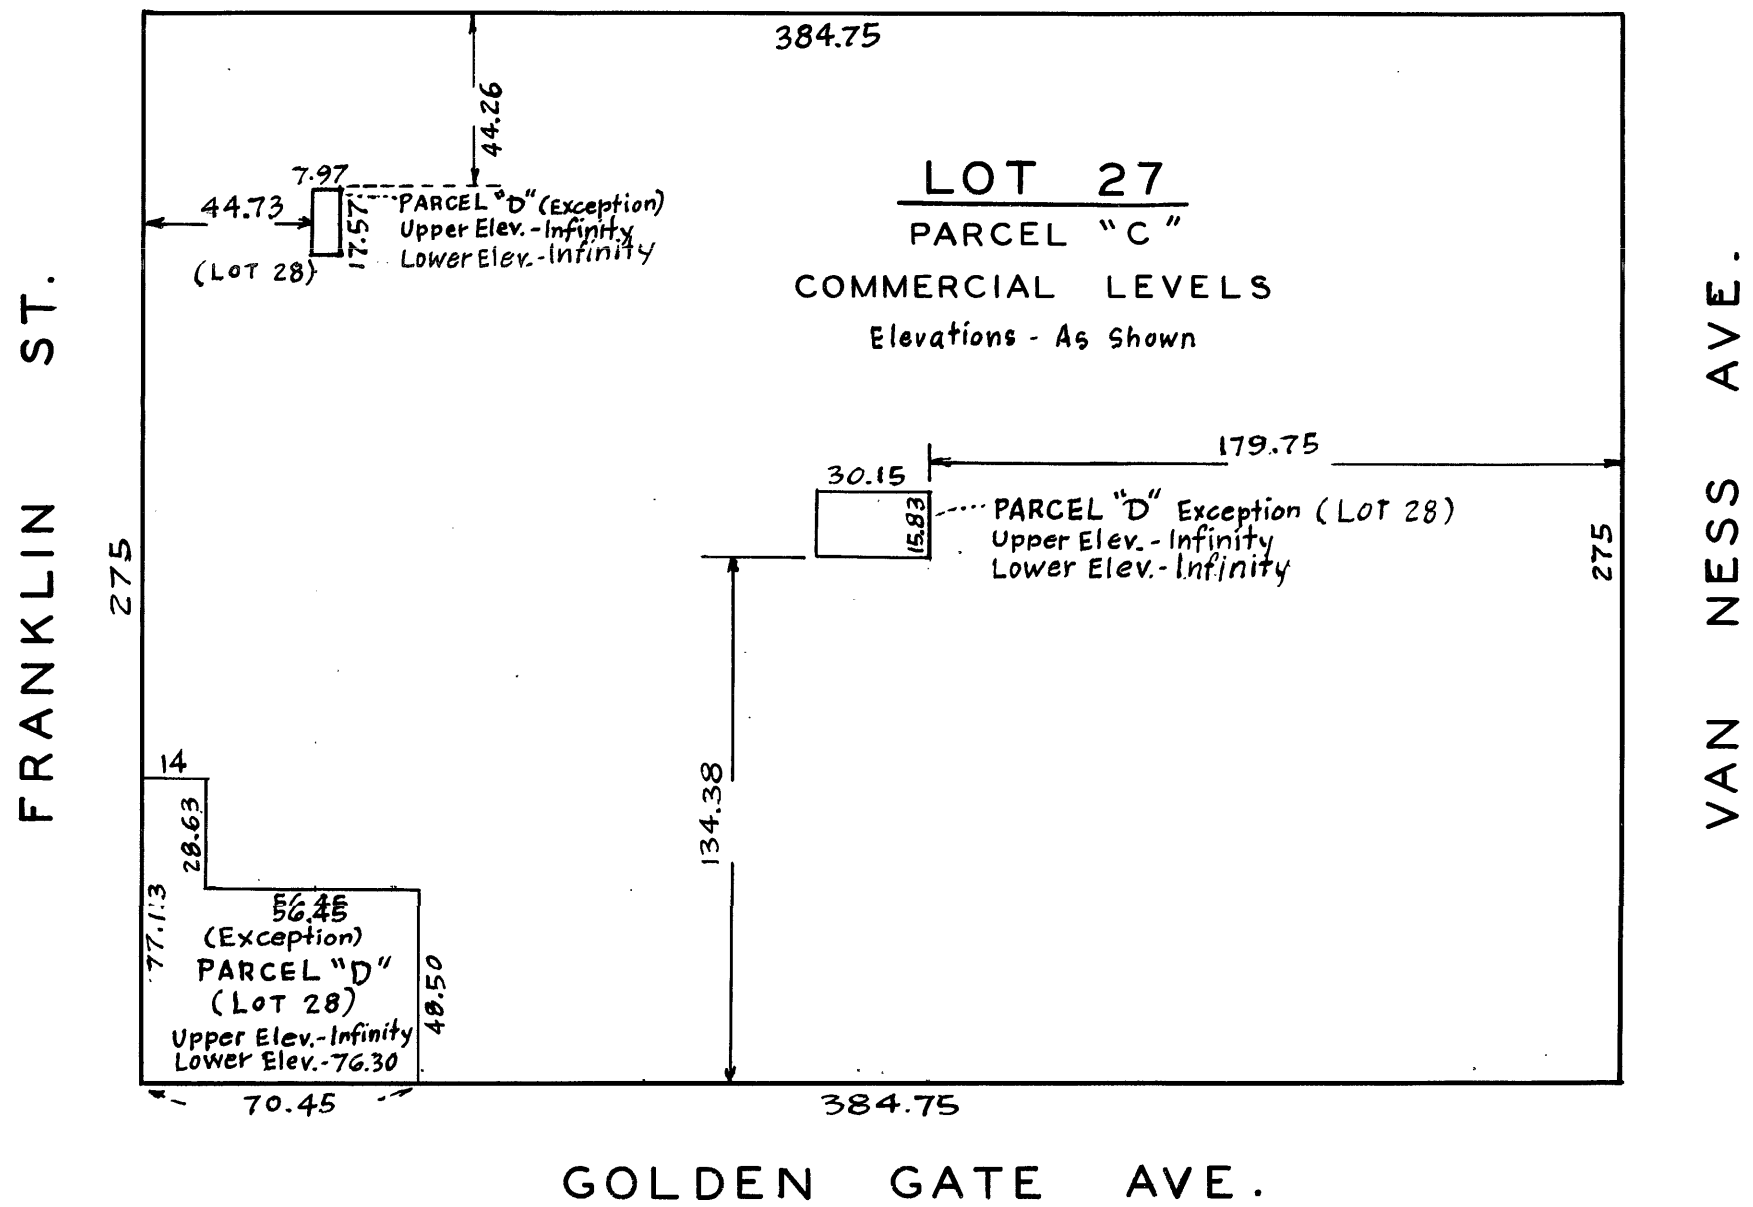 384.75
44.26
7.97
44.73
17.57
PARCEL "D" (Exception)
Upper Elev. - Infinity
Lower Elev. - Infinity
(LOT 28)
LOT 27
PARCEL "C"
COMMERCIAL LEVELS
Elevations - As Shown
FRANKLIN ST.
275
VAN NESS AVE.
275
179.75
30.15
15.83
PARCEL "D" Exception (LOT 28)
Upper Elev. - Infinity
Lower Elev. - Infinity
134.38
14
28.63
77.13
56.45
(Exception)
PARCEL "D"
(LOT 28)
Upper Elev. - Infinity
Lower Elev. - 76.30
48.50
70.45
384.75
GOLDEN GATE AVE.